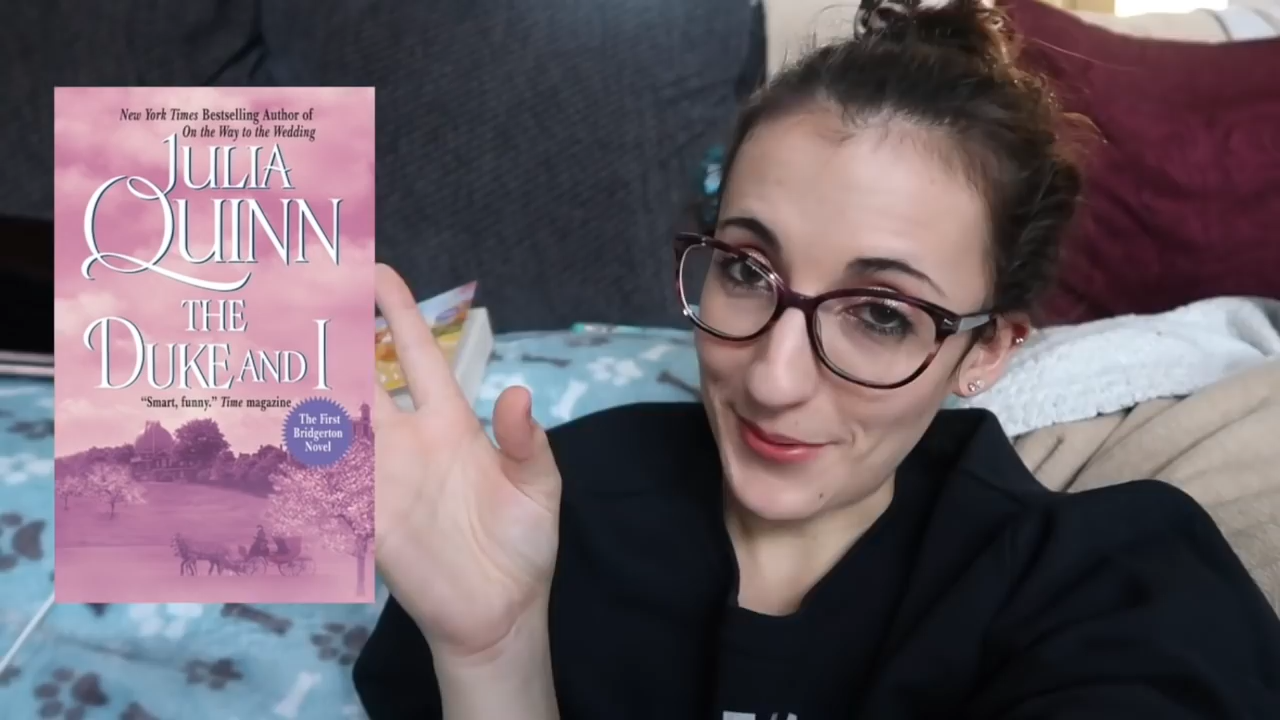 New York Times Bestselling Author of
On the Way to the Wedding
JULIA
QUINN
THE
DUKE AND I
"Smart, funny." Time magazine
The First
Bridgerton
Novel